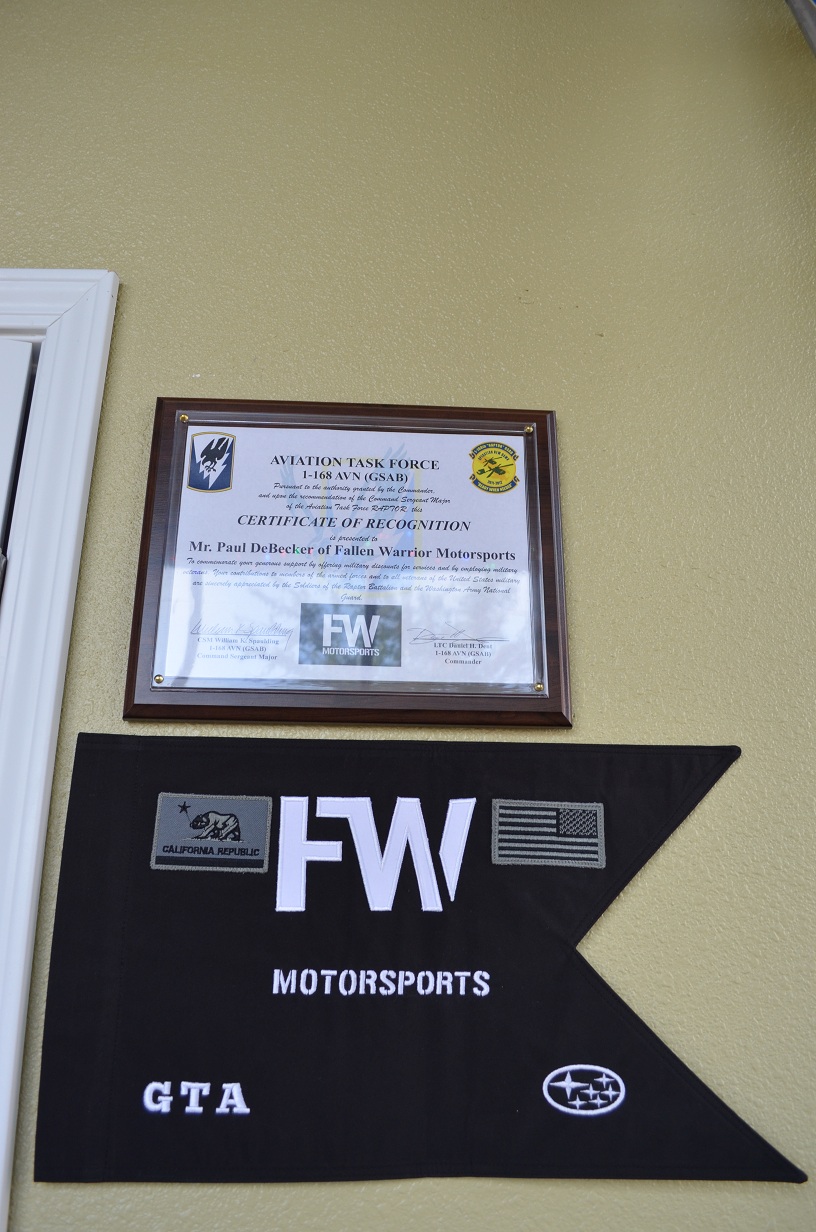 AVIATION TASK FORCE
1-168 AVN (GSAB)
Pursuant to the authority granted by the Commander,
and upon the recommendation of the Command Sergeant Major
of the Aviation Task Force RAPTOR, this
CERTIFICATE OF RECOGNITION
is presented to
Mr. Paul DeBecker of Fallen Warrior Motorsports
To commemorate your generous support by offering military discounts for services and by employing military
veterans. Your contributions to members of the armed forces and to all veterans of the United States military
are sincerely appreciated by the Soldiers of the Raptor Battalion and the Washington Army National
Guard.
CSM William K. Spaulding
1-168 AVN (GSAB)
Command Sergeant Major
FW
MOTORSPORTS
LTC Daniel H. Dent
1-168 AVN (GSAB)
Commander
CALIFORNIA REPUBLIC
FW
MOTORSPORTS
GTA